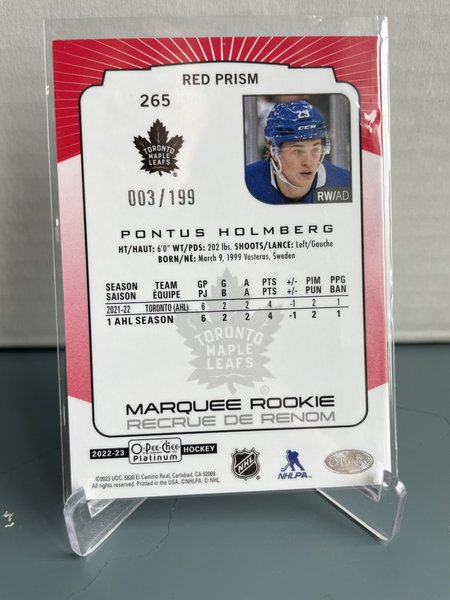 RED PRISM
265
TORONTO
MAPLE
LEAFS
003/199
29
CCM
RW/AD
PONTUS HOLMBERG
HT/HAUT: 6'0" WT/PDS: 202 lbs. SHOOTS/LANCE: Left/Gauche
BORN/NÉ: March 9, 1999 Vasteras, Sweden
SEASON TEAM GP G A PTS +/- PIM PPG
SAISON ÉQUIPE PJ B A PTS +/- PUN BAN
2021-22 TORONTO (AHL) 6 2 2 4 -1 2 1
1 AHL SEASON 6 2 2 4 -1 2 1
TORONTO
MAPLE
LEAFS
MARQUEE ROOKIE
RECRUE DE RENOM
2022-23 O-Pee-Chee Platinum HOCKEY
NHL
NHLPA
©2023 UDC. 5830 El Camino Real, Carlsbad, CA 92008.
Printed in the USA. ©NHLPA. © NHL.